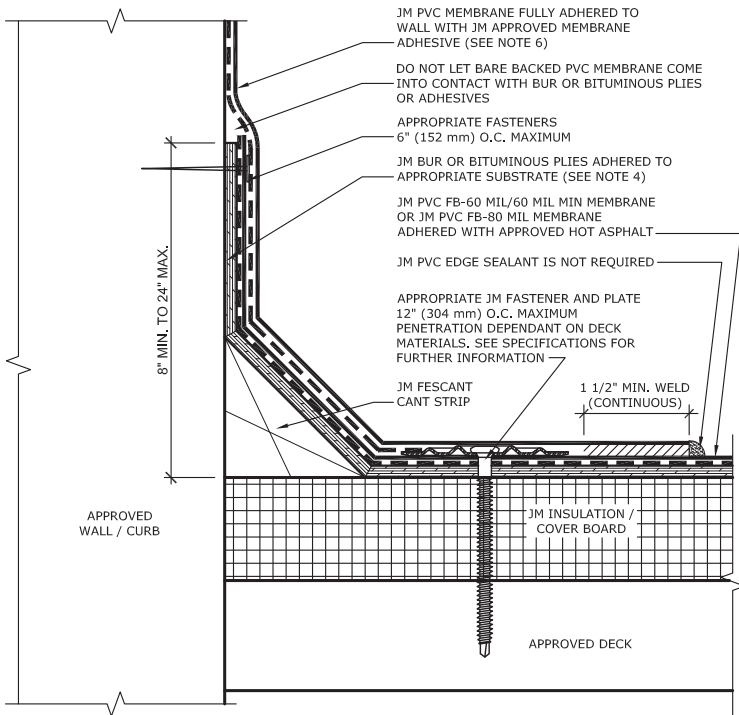 JM PVC MEMBRANE FULLY ADHERED TO
WALL WITH JM APPROVED MEMBRANE
ADHESIVE (SEE NOTE 6)
DO NOT LET BARE BACKED PVC MEMBRANE COME
INTO CONTACT WITH BUR OR BITUMINOUS PLIES
OR ADHESIVES
APPROPRIATE FASTENERS
6" (152 mm) O.C. MAXIMUM
JM BUR OR BITUMINOUS PLIES ADHERED TO
APPROPRIATE SUBSTRATE (SEE NOTE 4)
JM PVC FB-60 MIL/60 MIL MIN MEMBRANE
OR JM PVC FB-80 MIL MEMBRANE
ADHERED WITH APPROVED HOT ASPHALT
JM PVC EDGE SEALANT IS NOT REQUIRED
APPROPRIATE JM FASTENER AND PLATE
12" (304 mm) O.C. MAXIMUM
PENETRATION DEPENDANT ON DECK
MATERIALS. SEE SPECIFICATIONS FOR
FURTHER INFORMATION
8" MIN. TO 24" MAX.
JM FESCANT
CANT STRIP
1 1/2" MIN. WELD
(CONTINUOUS)
APPROVED
WALL / CURB
JM INSULATION /
COVER BOARD
APPROVED DECK